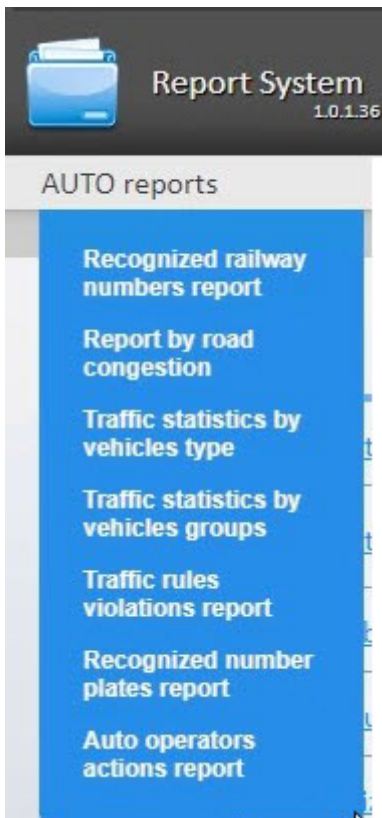 Report System
1.0.1.36
AUTO reports
Recognized railway
numbers report
Report by road
congestion
Traffic statistics by
vehicles type
Traffic statistics by
vehicles groups
Traffic rules
violations report
Recognized number
plates report
Auto operators
actions report